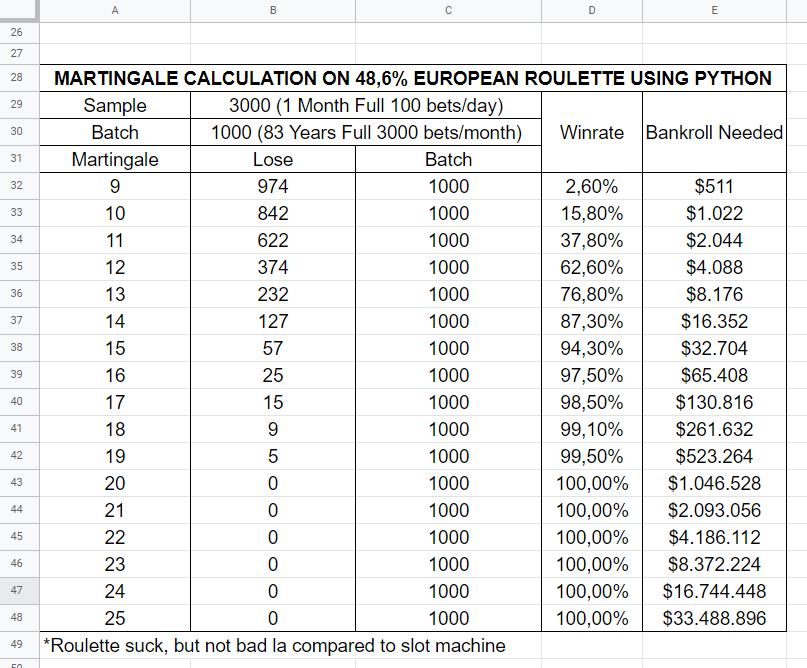 A B C D E
26
27
28 MARTINGALE CALCULATION ON 48,6% EUROPEAN ROULETTE USING PYTHON
29 Sample 3000 (1 Month Full 100 bets/day)
30 Batch 1000 (83 Years Full 3000 bets/month) Winrate Bankroll Needed
31 Martingale Lose Batch
32 9 974 1000 2,60% $511
33 10 842 1000 15,80% $1.022
34 11 622 1000 37,80% $2.044
35 12 374 1000 62,60% $4.088
36 13 232 1000 76,80% $8.176
37 14 127 1000 87,30% $16.352
38 15 57 1000 94,30% $32.704
39 16 25 1000 97,50% $65.408
40 17 15 1000 98,50% $130.816
41 18 9 1000 99,10% $261.632
42 19 5 1000 99,50% $523.264
43 20 0 1000 100,00% $1.046.528
44 21 0 1000 100,00% $2.093.056
45 22 0 1000 100,00% $4.186.112
46 23 0 1000 100,00% $8.372.224
47 24 0 1000 100,00% $16.744.448
48 25 0 1000 100,00% $33.488.896
49 *Roulette suck, but not bad la compared to slot machine